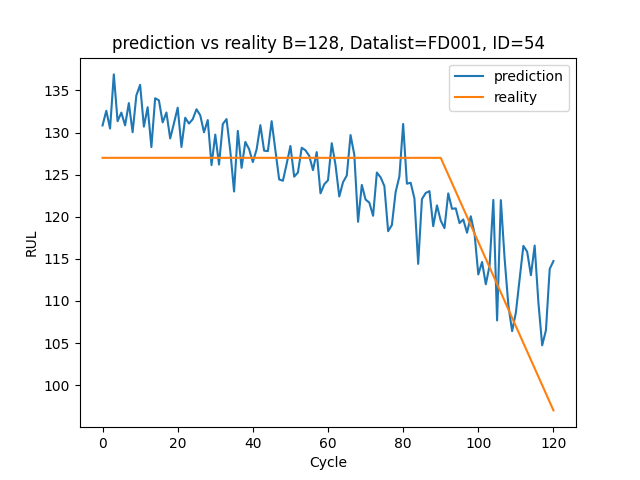 prediction vs reality B=128, Datalist=FD001, ID=54
prediction
reality
RUL
135
130
125
120
115
110
105
100
0 20 40 60 80 100 120
Cycle